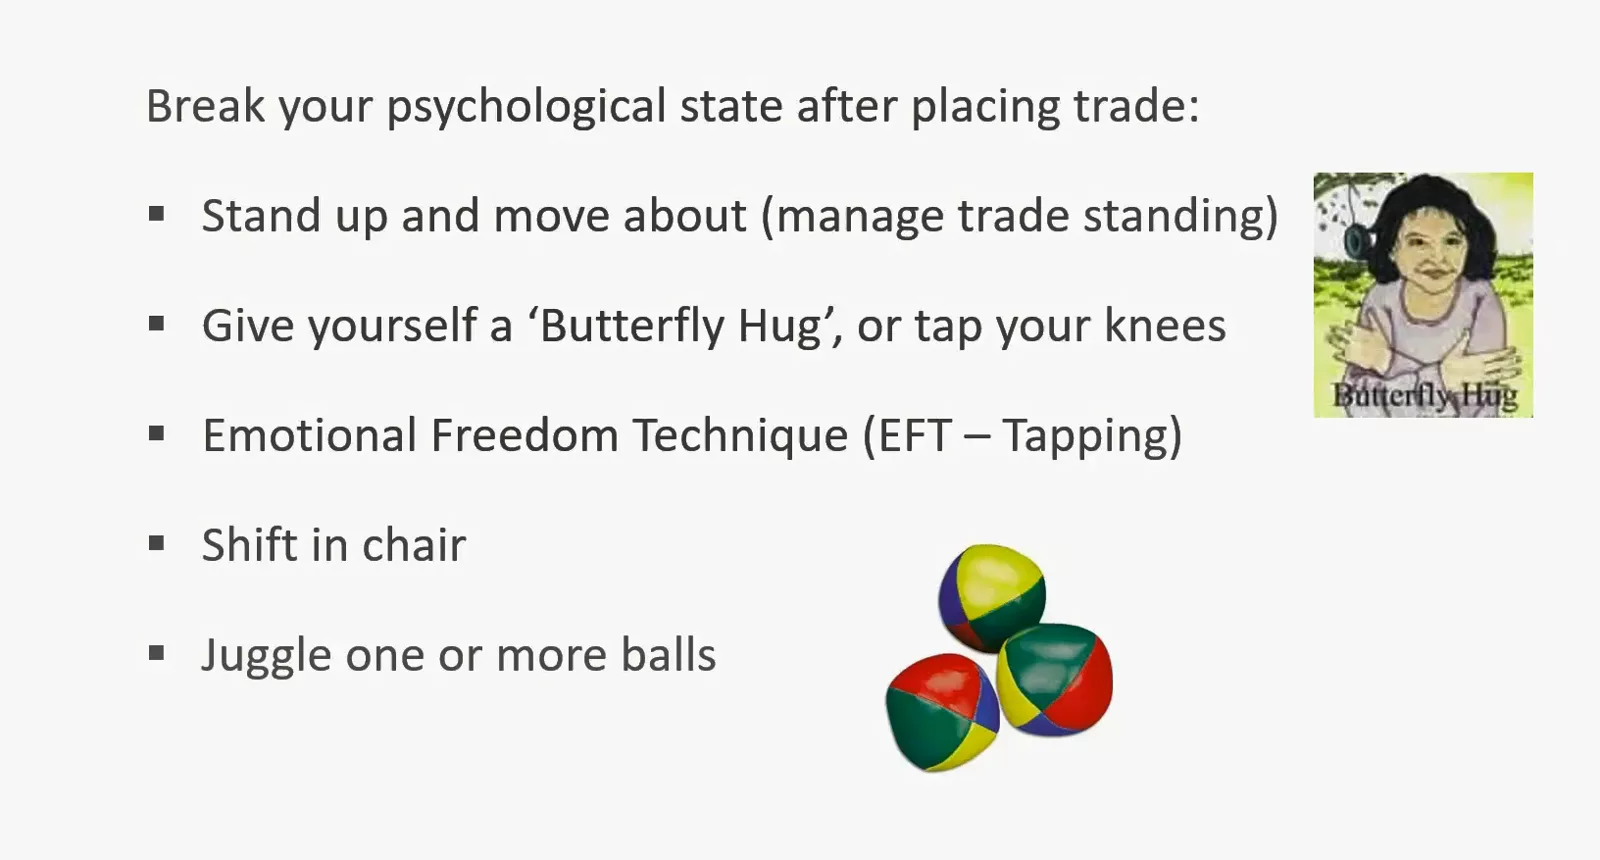 Break your psychological state after placing trade:
▪ Stand up and move about (manage trade standing)
▪ Give yourself a ‘Butterfly Hug’, or tap your knees
Butterfly Hug
▪ Emotional Freedom Technique (EFT – Tapping)
▪ Shift in chair
▪ Juggle one or more balls